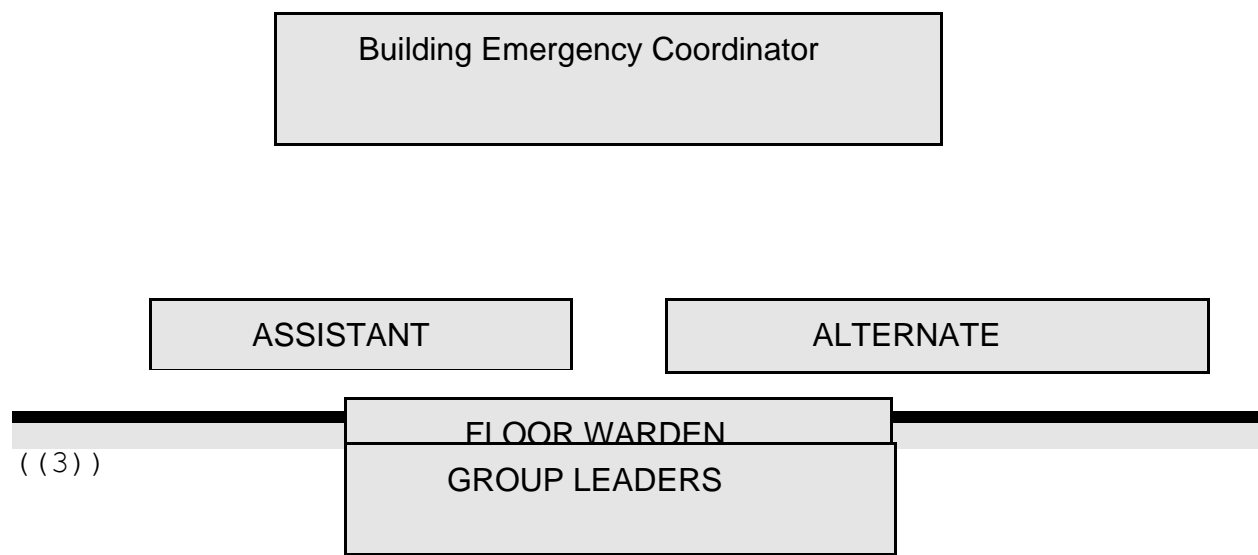 Building Emergency Coordinator
ASSISTANT ALTERNATE
FLOOR WARDEN
((3))
GROUP LEADERS